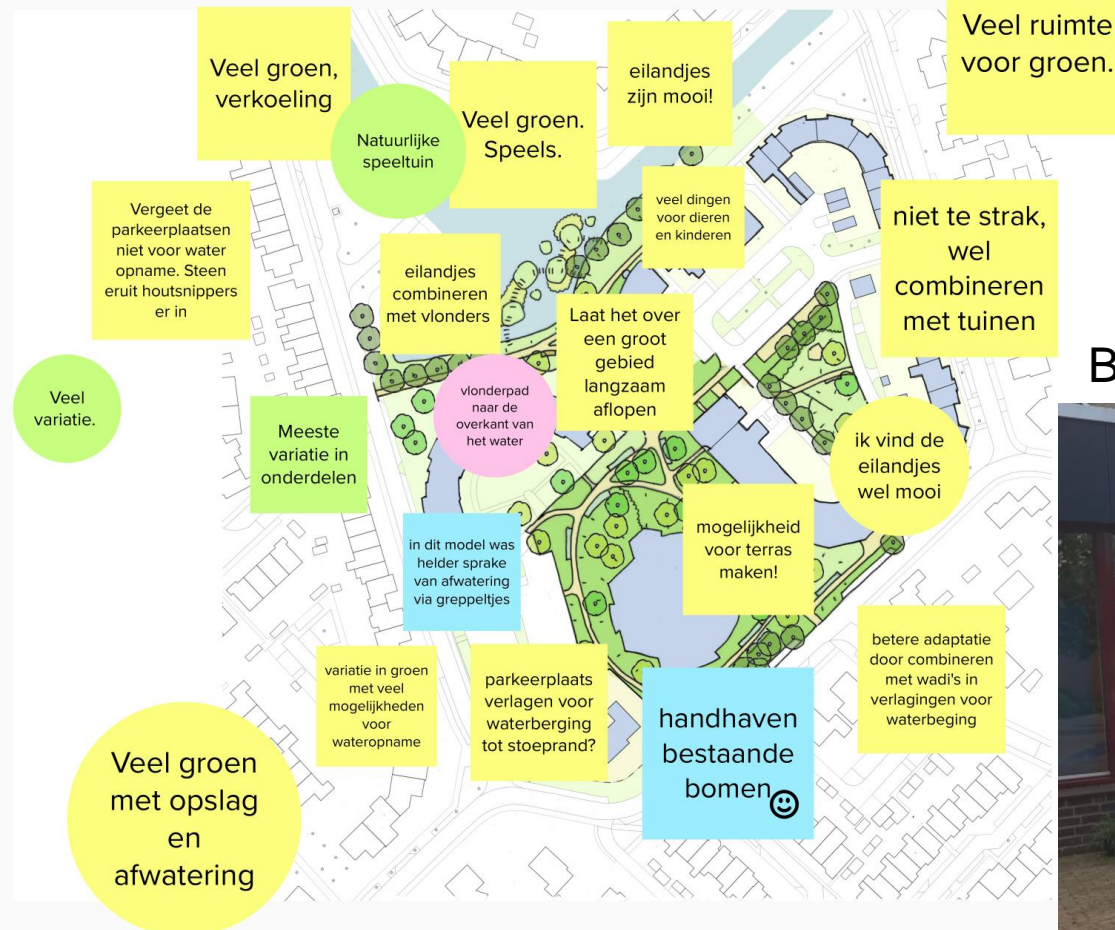 Veel groen,
verkoeling
Natuurlijke
speeltuin
Veel groen.
Speels.
eilandjes
zijn mooi!
Veel ruimte
voor groen.
Vergeet de
parkeerplaatsen
niet voor water
opname. Steen
eruit houtsnippers
er in
eilandjes
combineren
met vlonders
veel dingen
voor dieren
en kinderen
niet te strak,
wel
combineren
met tuinen
Laat het over
een groot
gebied
langzaam
aflopen
B
Veel
variatie.
Meeste
variatie in
onderdelen
vlonderpad
naar de
overkant van
het water
ik vind de
eilandjes
wel mooi
in dit model was
helder sprake
van afwatering
via greppeltjes
mogelijkheid
voor terras
maken!
variatie in groen
met veel
mogelijkheden
voor
wateropname
parkeerplaats
verlagen voor
waterberging
tot stoeprand?
handhaven
bestaande
bomen
betere adaptatie
door combineren
met wadi's in
verlagingen voor
waterbeging
Veel groen
met opslag
en
afwatering